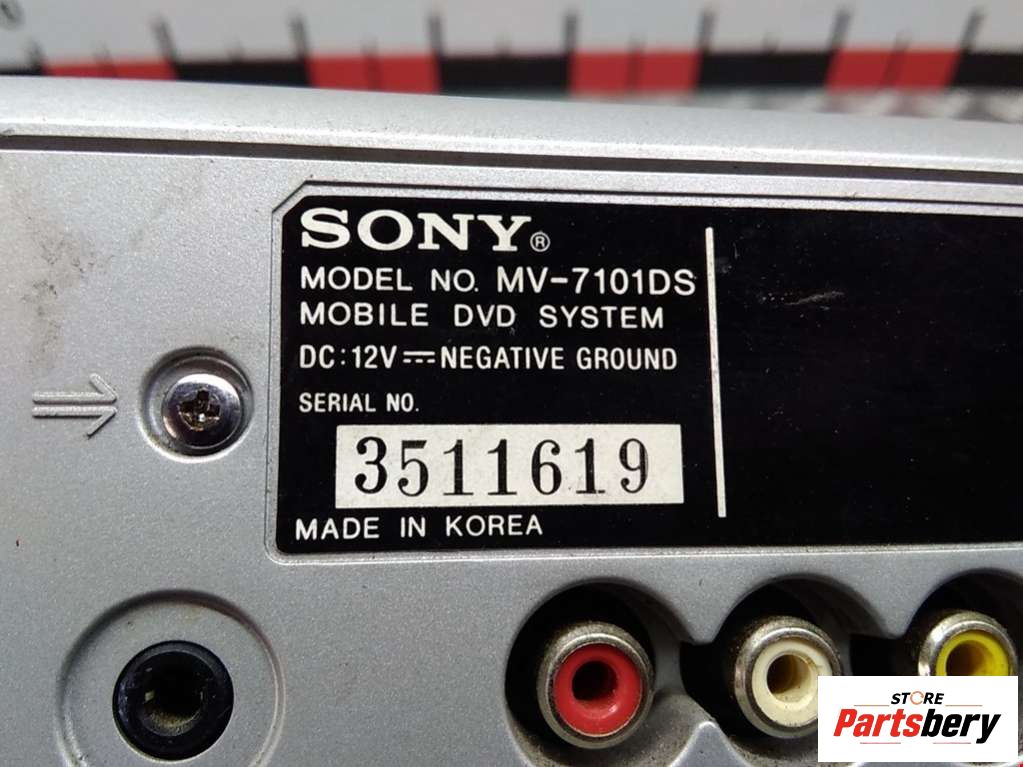 SONY®
MODEL NO. MV-7101DS
MOBILE DVD SYSTEM
DC:12V⎓NEGATIVE GROUND
SERIAL NO.
3511619
MADE IN KOREA
STORE
Partsbery